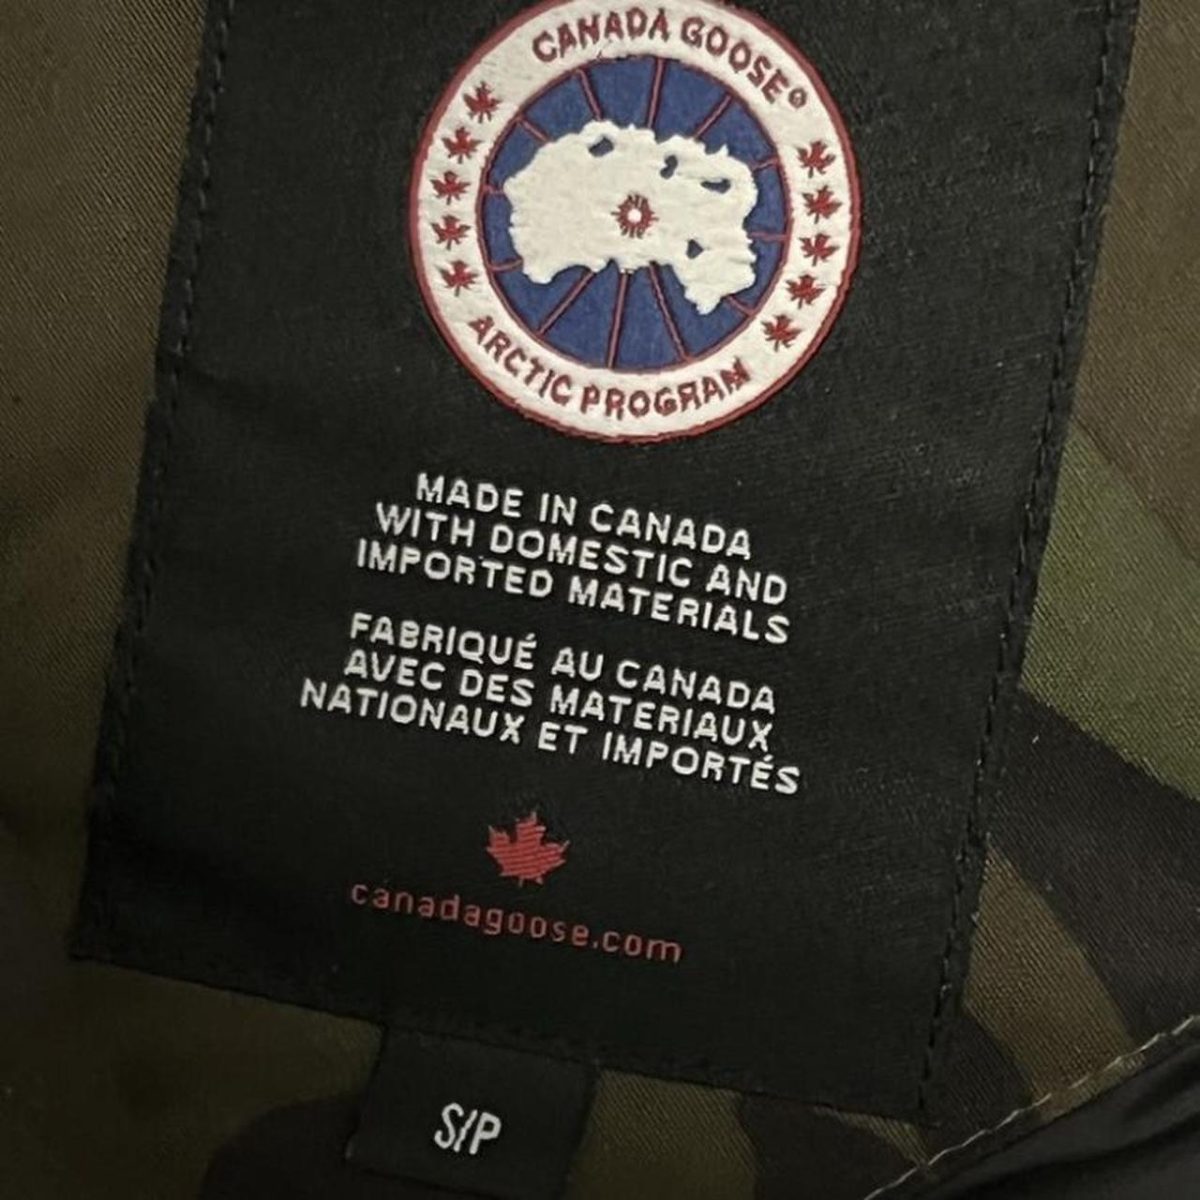 CANADA GOOSE®
ARCTIC PROGRAM
MADE IN CANADA
WITH DOMESTIC AND
IMPORTED MATERIALS
FABRIQUÉ AU CANADA
AVEC DES MATERIAUX
NATIONAUX ET IMPORTÉS
canadagoose.com
S/P